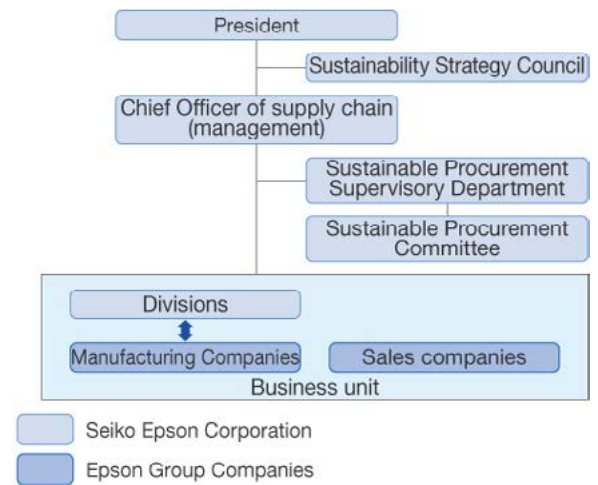 President
Sustainability Strategy Council
Chief Officer of supply chain
(management)
Sustainable Procurement
Supervisory Department
Sustainable Procurement
Committee
Divisions
Manufacturing Companies
Sales companies
Business unit
Seiko Epson Corporation
Epson Group Companies